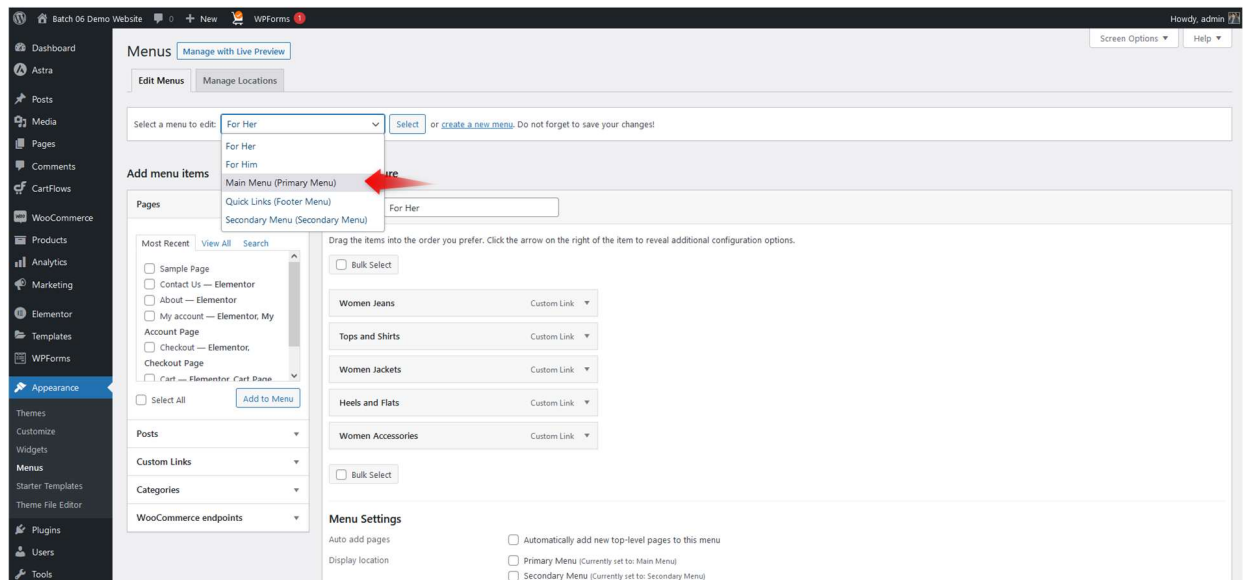 Batch 06 Demo Website 0 New WPForms 1 Howdy, admin
Dashboard
Astra
Posts
Media
Pages
Comments
CartFlows
WooCommerce
Products
Analytics
Marketing
Elementor
Templates
WPForms
Appearance
Themes
Customize
Widgets
Menus
Starter Templates
Theme File Editor
Plugins
Users
Tools
Screen Options ▼ Help ▼
Menus Manage with Live Preview
Edit Menus Manage Locations
Select a menu to edit: For Her Select or create a new menu. Do not forget to save your changes!
For Her
For Him
Main Menu (Primary Menu)
Quick Links (Footer Menu)
Secondary Menu (Secondary Menu)
Add menu items
Pages
Most Recent View All Search
Sample Page
Contact Us — Elementor
About — Elementor
My account — Elementor, My
Account Page
Checkout — Elementor,
Checkout Page
Cart — Elementor, Cart Page
Select All Add to Menu
Posts
Custom Links
Categories
WooCommerce endpoints
For Her
Drag the items into the order you prefer. Click the arrow on the right of the item to reveal additional configuration options.
Bulk Select
Women Jeans Custom Link
Tops and Shirts Custom Link
Women Jackets Custom Link
Heels and Flats Custom Link
Women Accessories Custom Link
Bulk Select
Menu Settings
Auto add pages Automatically add new top-level pages to this menu
Display location Primary Menu (Currently set to: Main Menu)
Secondary Menu (Currently set to: Secondary Menu)